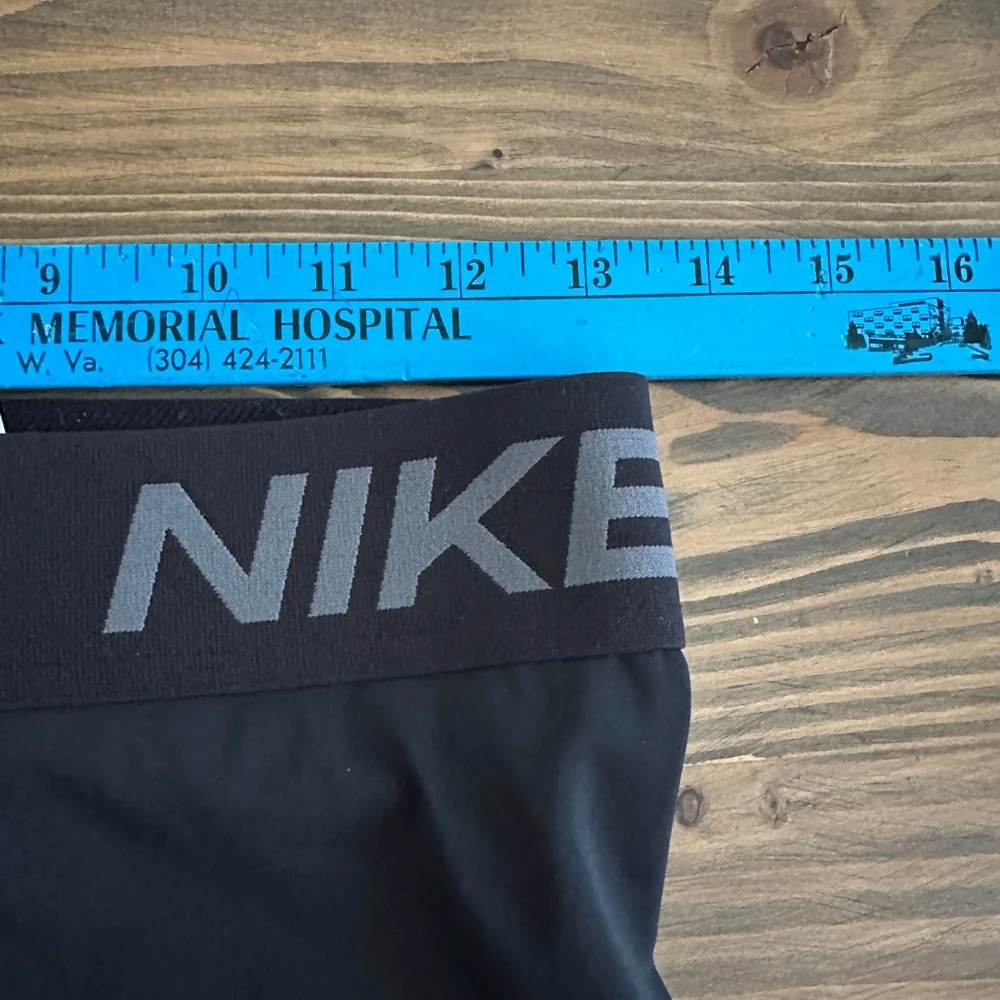 9 10 11 12 13 14 15 16
MEMORIAL HOSPITAL
W. Va. (304) 424-2111
NIKE